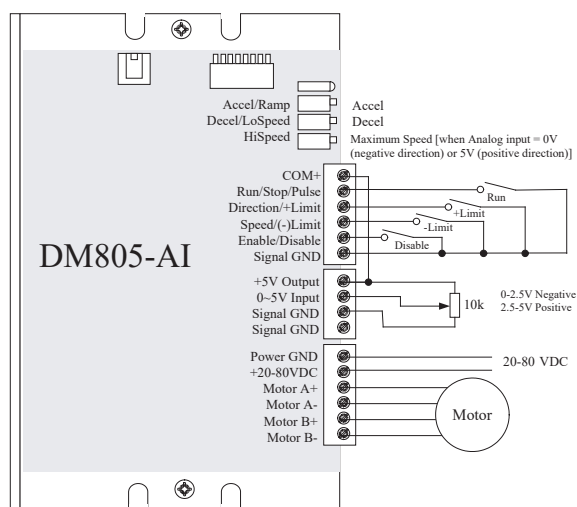 Accel/Ramp
Accel
Decel/LoSpeed
Decel
HiSpeed
Maximum Speed [when Analog input = 0V
(negative direction) or 5V (positive direction)]
COM+
Run/Stop/Pulse
Run
Direction/+Limit
+Limit
Speed/(-)Limit
-Limit
Enable/Disable
Disable
Signal GND
DM805-AI
+5V Output
0~5V Input
10k
0-2.5V Negative
2.5-5V Positive
Signal GND
Signal GND
Power GND
20-80 VDC
+20-80VDC
Motor A+
Motor A-
Motor B+
Motor B-
Motor